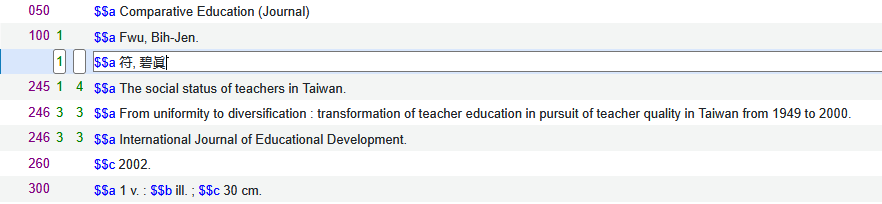 050 $$a Comparative Education (Journal)
100 1 $$a Fwu, Bih-Jen.
1 $$a 符, 碧眞
245 1 4 $$a The social status of teachers in Taiwan.
246 3 3 $$a From uniformity to diversification : transformation of teacher education in pursuit of teacher quality in Taiwan from 1949 to 2000.
246 3 3 $$a International Journal of Educational Development.
260 $$c 2002.
300 $$a 1 v. : $$b ill. ; $$c 30 cm.